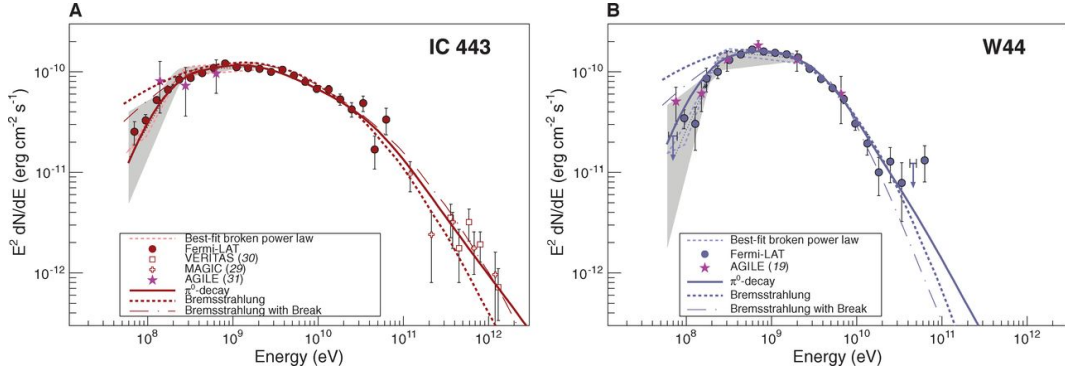 A
IC 443
E² dN/dE (erg cm⁻² s⁻¹)
10⁻¹⁰
10⁻¹¹
10⁻¹²
Best-fit broken power law
Fermi-LAT
VERITAS (30)
MAGIC (29)
AGILE (31)
π⁰-decay
Bremsstrahlung
Bremsstrahlung with Break
10⁸ 10⁹ 10¹⁰ 10¹¹ 10¹²
Energy (eV)
B
W44
E² dN/dE (erg cm⁻² s⁻¹)
10⁻¹⁰
10⁻¹¹
10⁻¹²
Best-fit broken power law
Fermi-LAT
AGILE (19)
π⁰-decay
Bremsstrahlung
Bremsstrahlung with Break
10⁸ 10⁹ 10¹⁰ 10¹¹ 10¹²
Energy (eV)